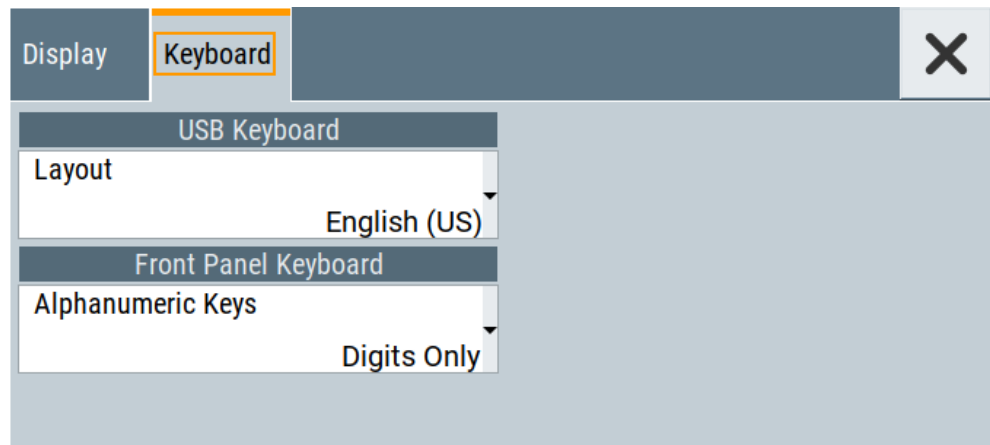 Display
Keyboard
USB Keyboard
Layout
English (US)
Front Panel Keyboard
Alphanumeric Keys
Digits Only